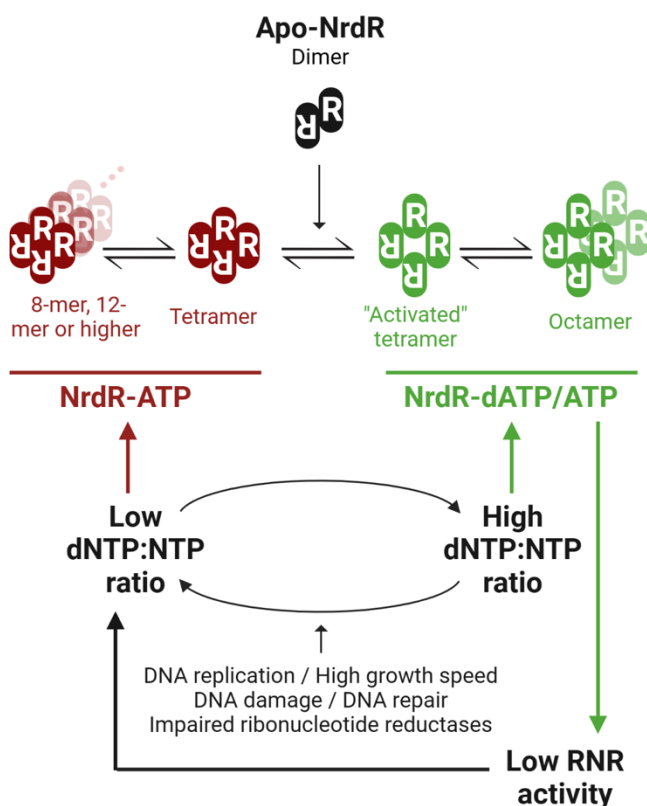 Apo-NrdR
Dimer
R R
R R R R R R R
R R R R
R R R R
R R R R R R R
8-mer, 12-
mer or higher
Tetramer
"Activated"
tetramer
Octamer
NrdR-ATP
NrdR-dATP/ATP
Low
dNTP:NTP
ratio
High
dNTP:NTP
ratio
DNA replication / High growth speed
DNA damage / DNA repair
Impaired ribonucleotide reductases
Low RNR
activity